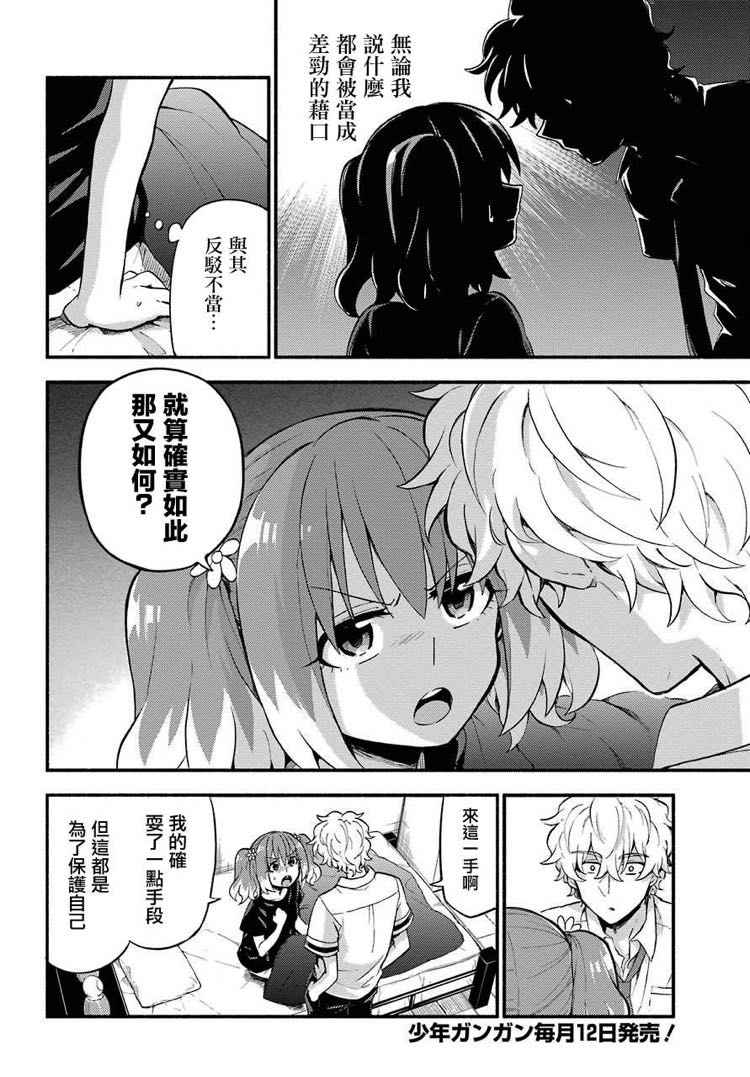 無論我
說什麼
都會被當成
差勁的藉口
與其
反駁不當…
就算確實如此
那又如何?
來這一手啊
我的確
耍了一點手段
但這都是
為了保護自己
少年ガンガン毎月12日発売!